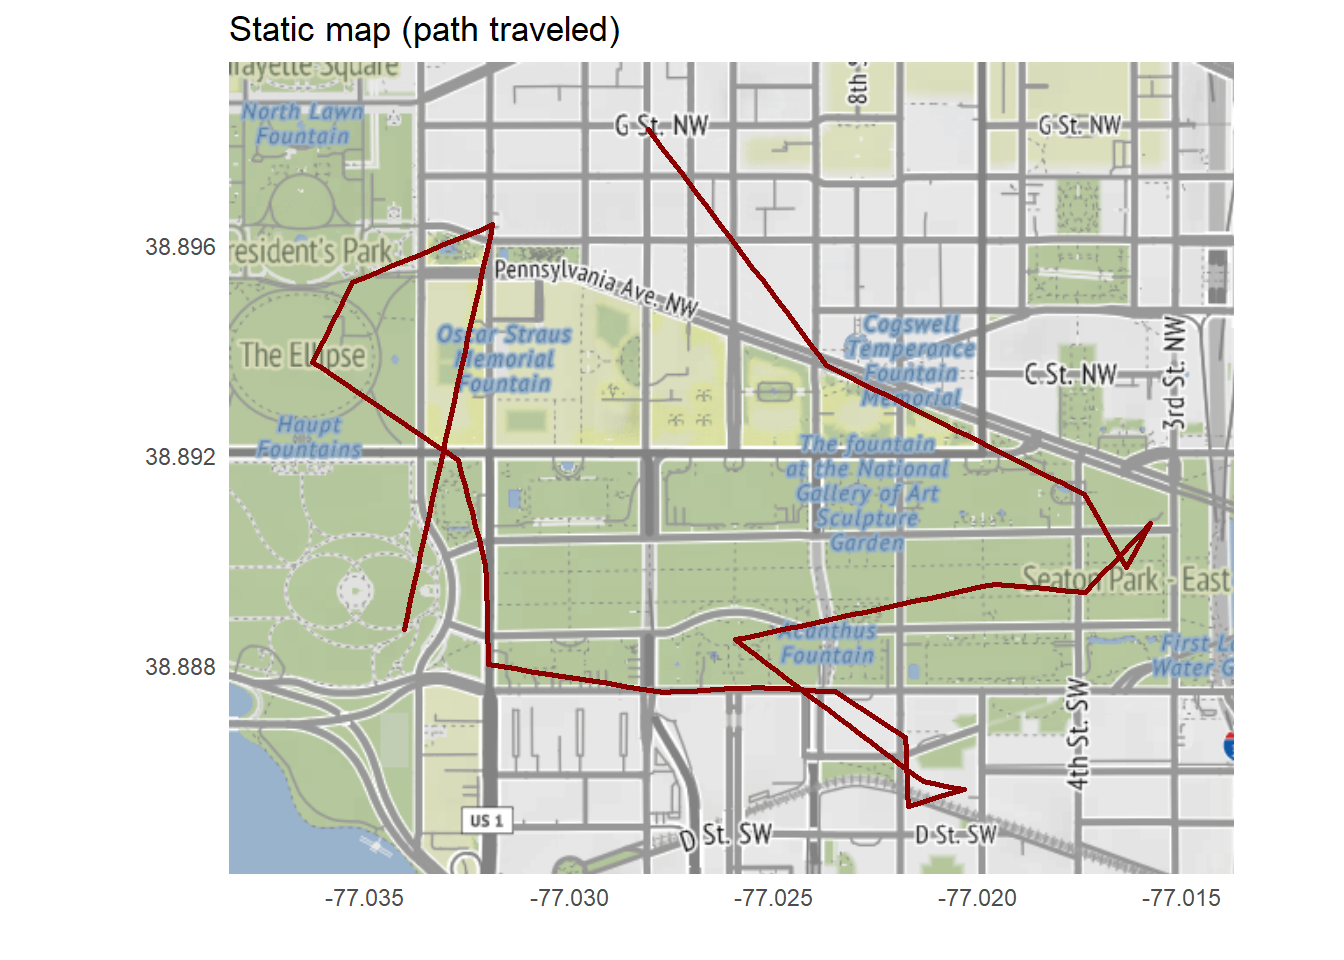 Static map (path traveled)
fayette Square
North Lawn
Fountain
8th S
G St. NW
G St. NW
38.896
resident's Park
Pennsylvania Ave. NW
Oscar Straus
Memorial
Fountain
Cogswell
Temperance
Fountain
Memorial
The Ellipse
C St. NW
3rd St. NW
Haupt
Fountains
38.892
The fountain
at the National
Gallery of Art
Sculpture
Garden
Seaton Park - East
Acanthus
Fountain
First
Water G
38.888
4th St. SW
US 1
D St. SW
D St. SW
-77.035
-77.030
-77.025
-77.020
-77.015